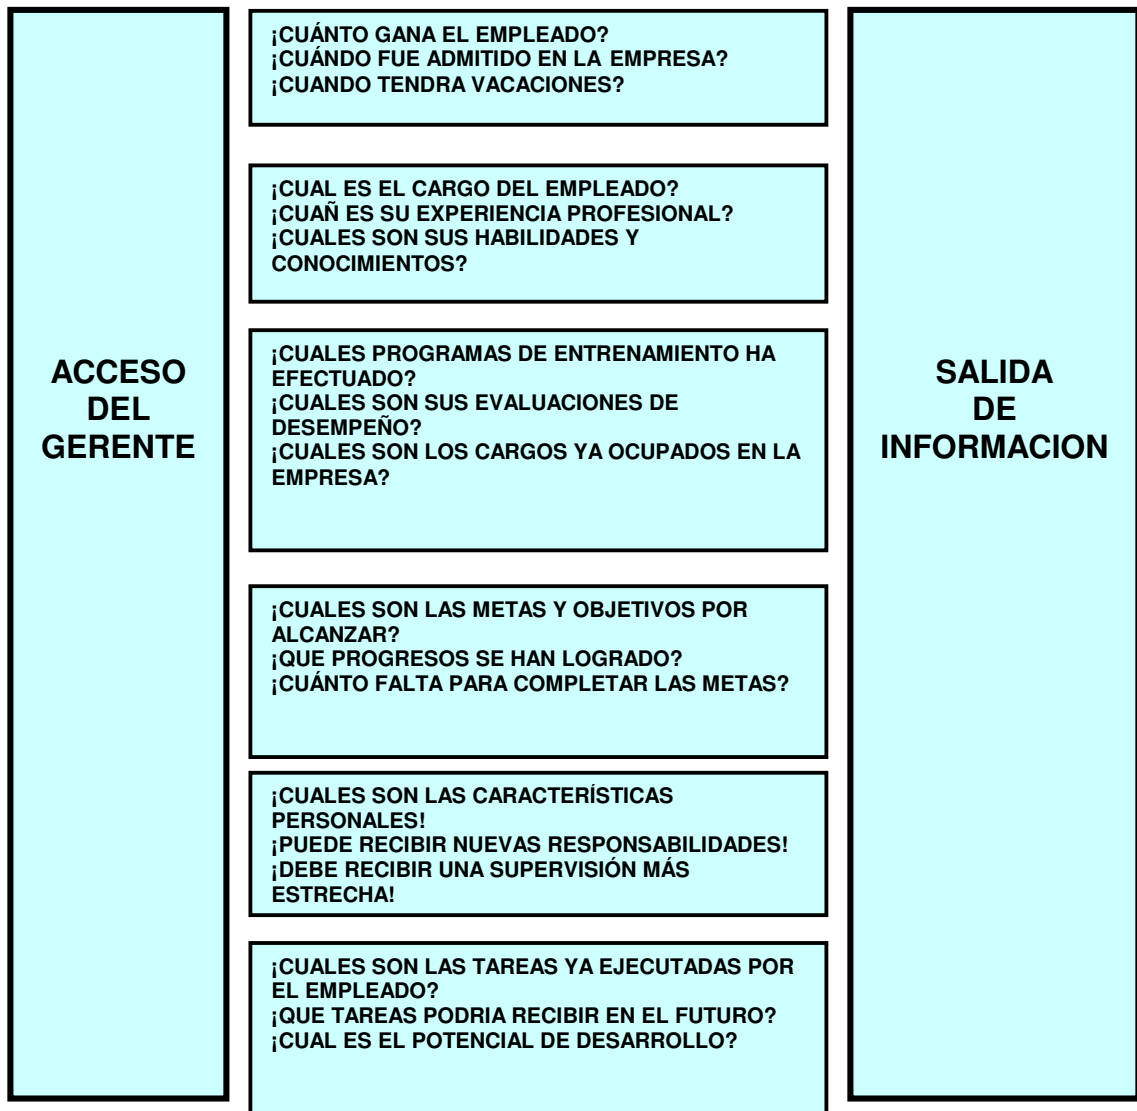 ¡CUÁNTO GANA EL EMPLEADO?
¡CUÁNDO FUE ADMITIDO EN LA EMPRESA?
¡CUANDO TENDRA VACACIONES?
¡CUAL ES EL CARGO DEL EMPLEADO?
¡CUAÑ ES SU EXPERIENCIA PROFESIONAL?
¡CUALES SON SUS HABILIDADES Y
CONOCIMIENTOS?
ACCESO
DEL
GERENTE
¡CUALES PROGRAMAS DE ENTRENAMIENTO HA
EFECTUADO?
¡CUALES SON SUS EVALUACIONES DE
DESEMPEÑO?
¡CUALES SON LOS CARGOS YA OCUPADOS EN LA
EMPRESA?
SALIDA
DE
INFORMACION
¡CUALES SON LAS METAS Y OBJETIVOS POR
ALCANZAR?
¡QUE PROGRESOS SE HAN LOGRADO?
¡CUÁNTO FALTA PARA COMPLETAR LAS METAS?
¡CUALES SON LAS CARACTERÍSTICAS
PERSONALES!
¡PUEDE RECIBIR NUEVAS RESPONSABILIDADES!
¡DEBE RECIBIR UNA SUPERVISIÓN MÁS
ESTRECHA!
¡CUALES SON LAS TAREAS YA EJECUTADAS POR
EL EMPLEADO?
¡QUE TAREAS PODRIA RECIBIR EN EL FUTURO?
¡CUAL ES EL POTENCIAL DE DESARROLLO?